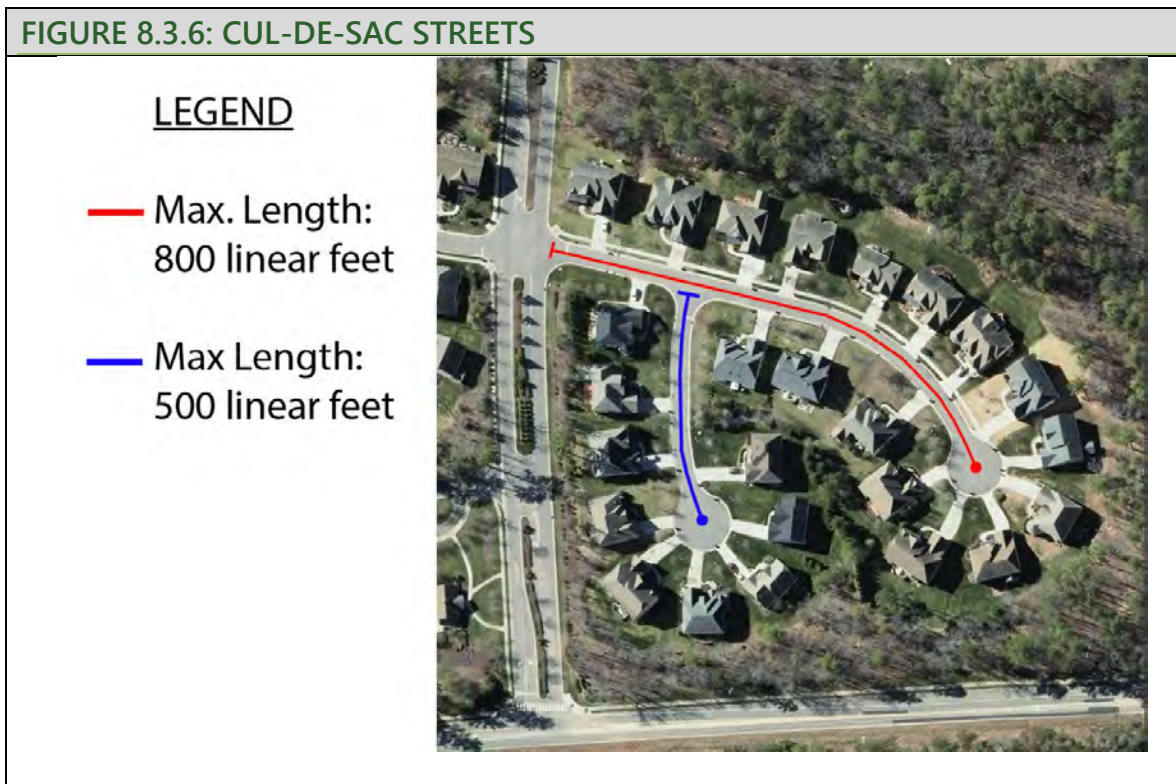 FIGURE 8.3.6: CUL-DE-SAC STREETS
LEGEND
Max. Length:
800 linear feet
Max Length:
500 linear feet